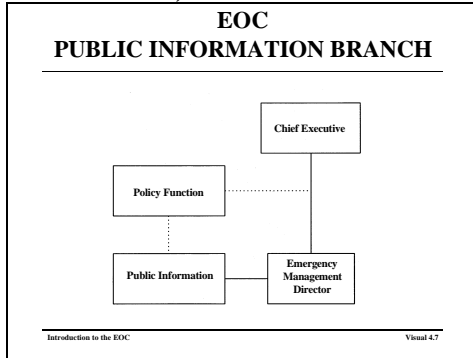 EOC
PUBLIC INFORMATION BRANCH
Chief Executive
Policy Function
Public Information
Emergency
Management
Director
Introduction to the EOC
Visual 4.7